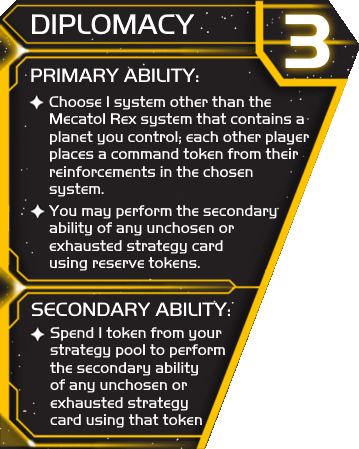 DIPLOMACY
3
PRIMARY ABILITY:
Choose 1 system other than the
Mecatol Rex system that contains a
planet you control; each other player
places a command token from their
reinforcements in the chosen
system.
You may perform the secondary
ability of any unchosen or
exhausted strategy card
using reserve tokens.
SECONDARY ABILITY:
Spend 1 token from your
strategy pool to perform
the secondary ability
of any unchosen or
exhausted strategy
card using that token